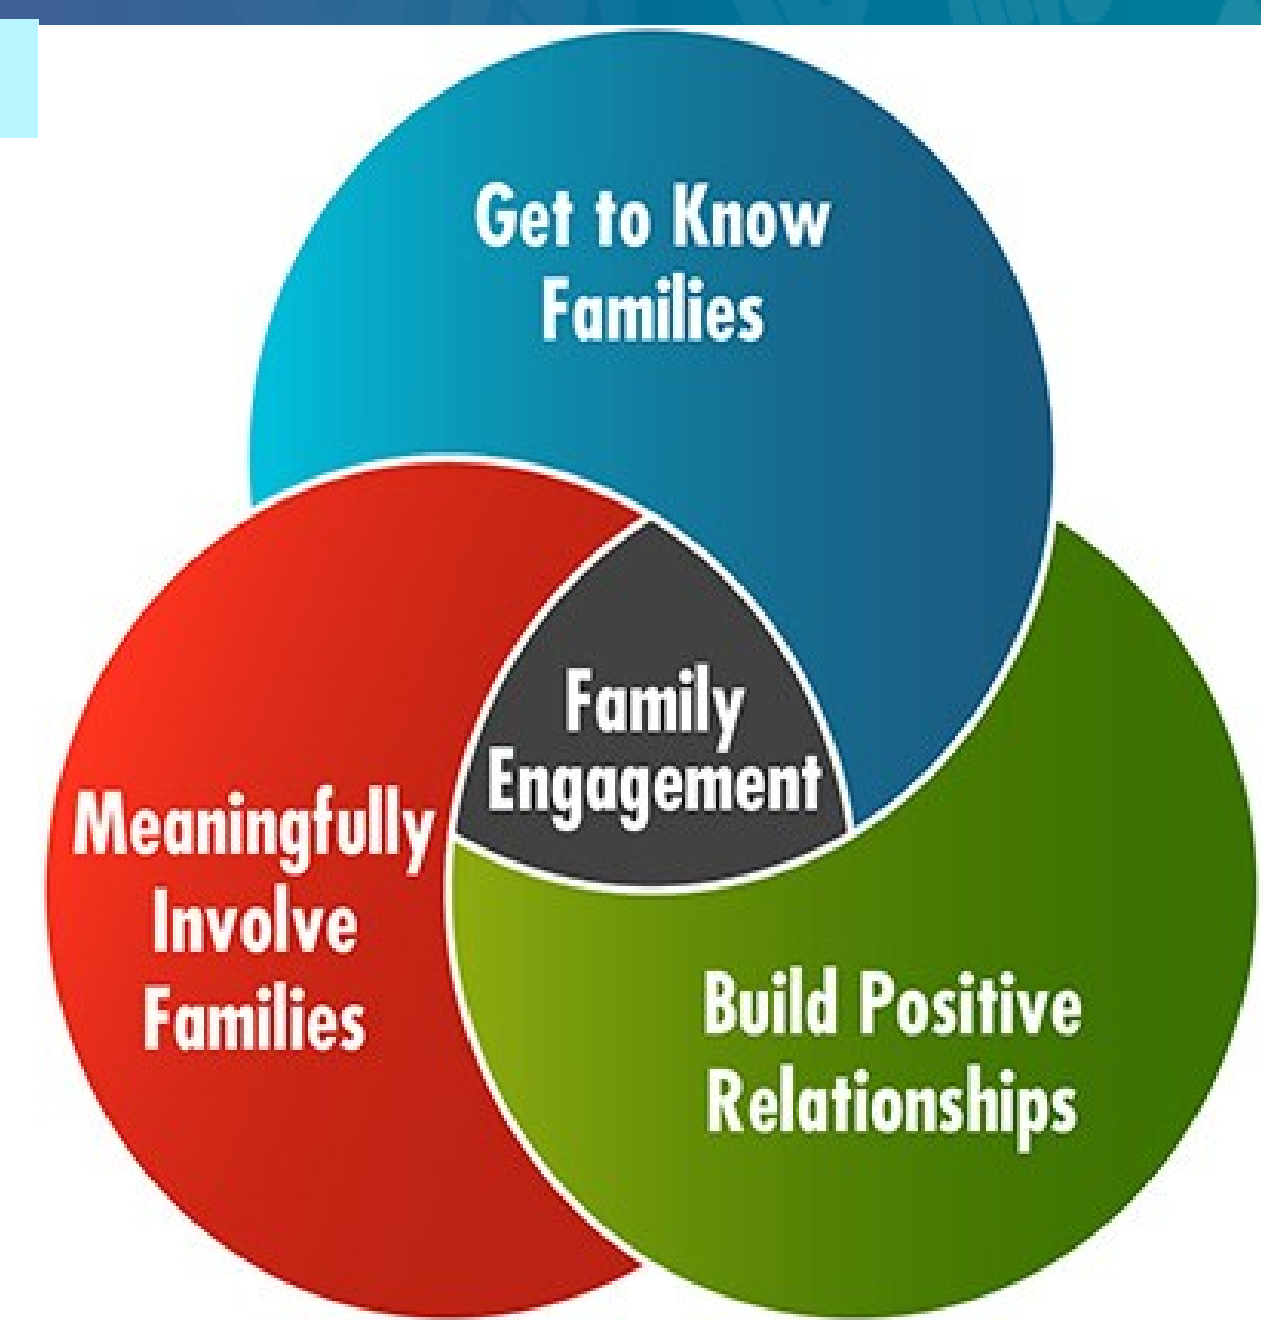 Get to Know
Families
Family
Engagement
Meaningfully
Involve
Families
Build Positive
Relationships